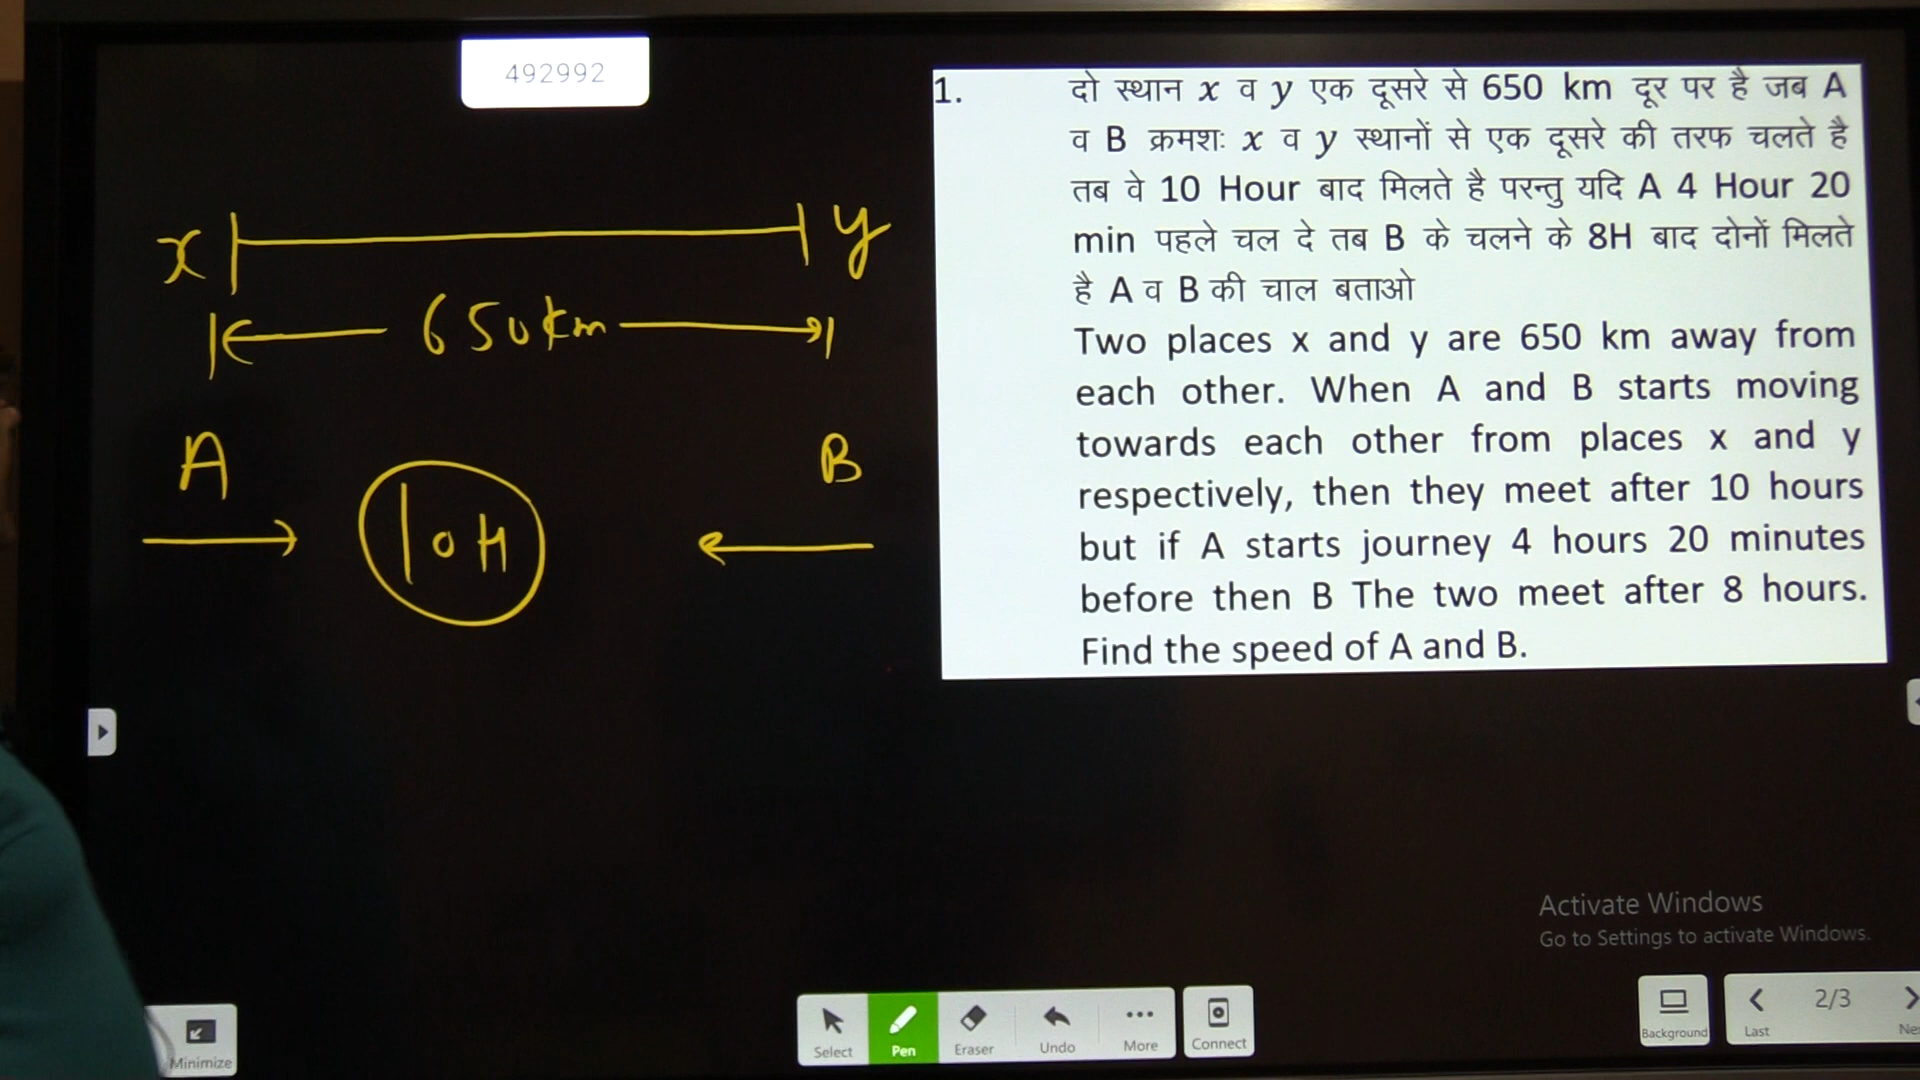 492992
1. दो स्थान x व y एक दूसरे से 650 km दूर पर है जब A
व B क्रमशः x व y स्थानों से एक दूसरे की तरफ चलते है
तब वे 10 Hour बाद मिलते है परन्तु यदि A 4 Hour 20
min पहले चल दे तब B के चलने के 8H बाद दोनों मिलते
है A व B की चाल बताओ
Two places x and y are 650 km away from
each other. When A and B starts moving
towards each other from places x and y
respectively, then they meet after 10 hours
but if A starts journey 4 hours 20 minutes
before then B The two meet after 8 hours.
Find the speed of A and B.
x y
650km
A B
10H
Activate Windows
Go to Settings to activate Windows.
Minimize
Select Pen Eraser Undo More Connect
Background
2/3
Last